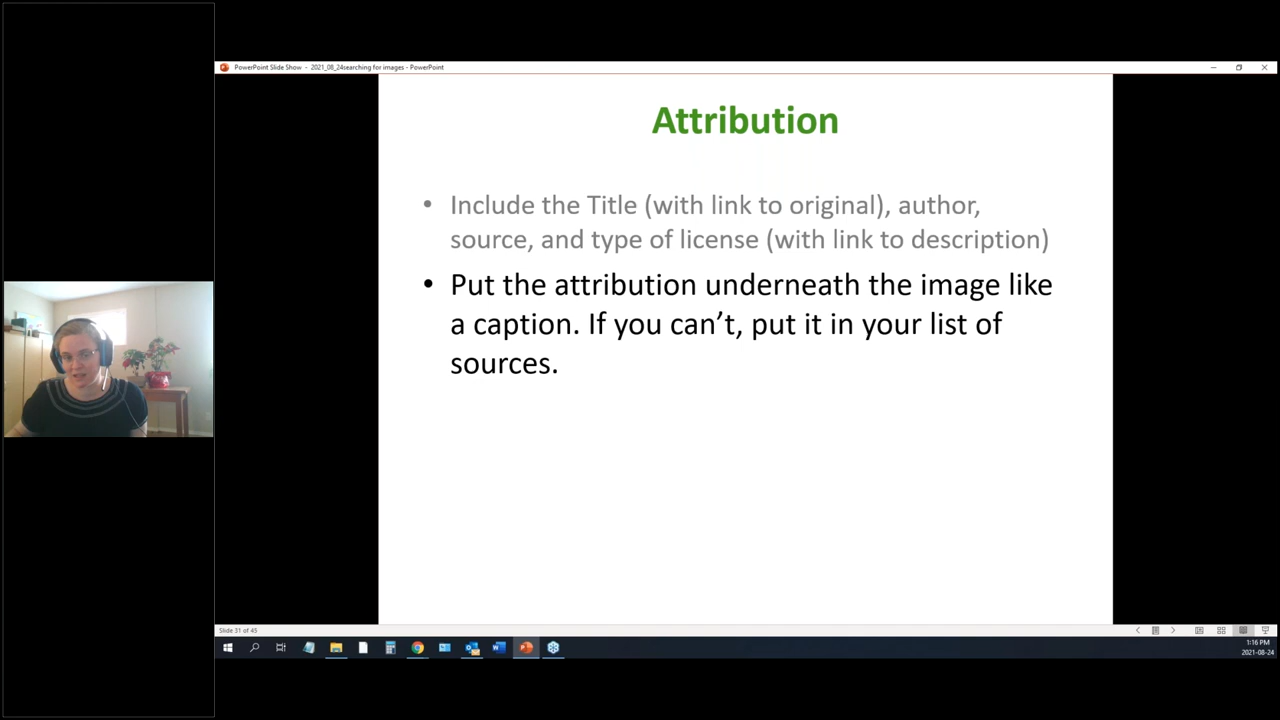 PowerPoint Slide Show - 2021_08_24searching for images - PowerPoint
Attribution
• Include the Title (with link to original), author,
source, and type of license (with link to description)
• Put the attribution underneath the image like
a caption. If you can’t, put it in your list of
sources.
Slide 31 of 45
1:16 PM
2021-08-24